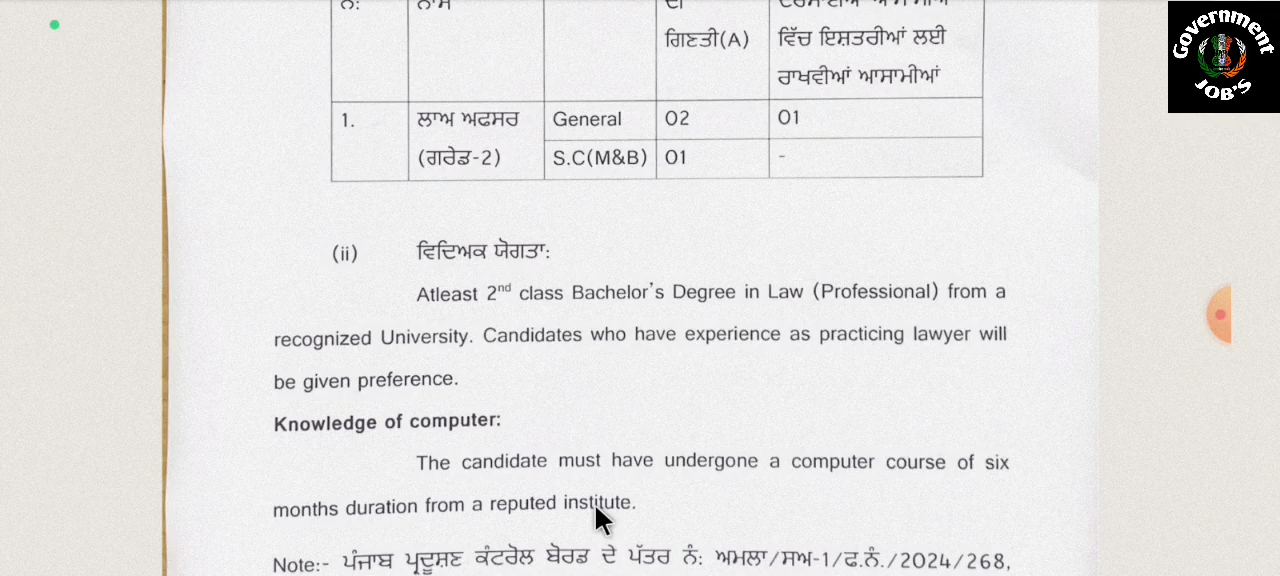 ਨੰ: ਨਾਮ ਦੀ
ਗਿਣਤੀ(A) ਵਿੱਚ ਇਸ਼ਤਰੀਆਂ ਲਈ
ਰਾਖਵੀਆਂ ਆਸਾਮੀਆਂ
1. ਲਾਅ ਅਫਸਰ General 02 01
(ਗਰੇਡ-2) S.C(M&B) 01 -
(ii) ਵਿਦਿਅਕ ਯੋਗਤਾ:
Atleast 2nd class Bachelor's Degree in Law (Professional) from a
recognized University. Candidates who have experience as practicing lawyer will
be given preference.
Knowledge of computer:
The candidate must have undergone a computer course of six
months duration from a reputed institute.
Note:- ਪੰਜਾਬ ਪ੍ਰਦੂਸ਼ਣ ਕੰਟਰੋਲ ਬੋਰਡ ਦੇ ਪੱਤਰ ਨੰ: ਅਮਲਾ/ਸਅ-1/ਫ.ਨੰ./2024/268,
Government
JOB'S